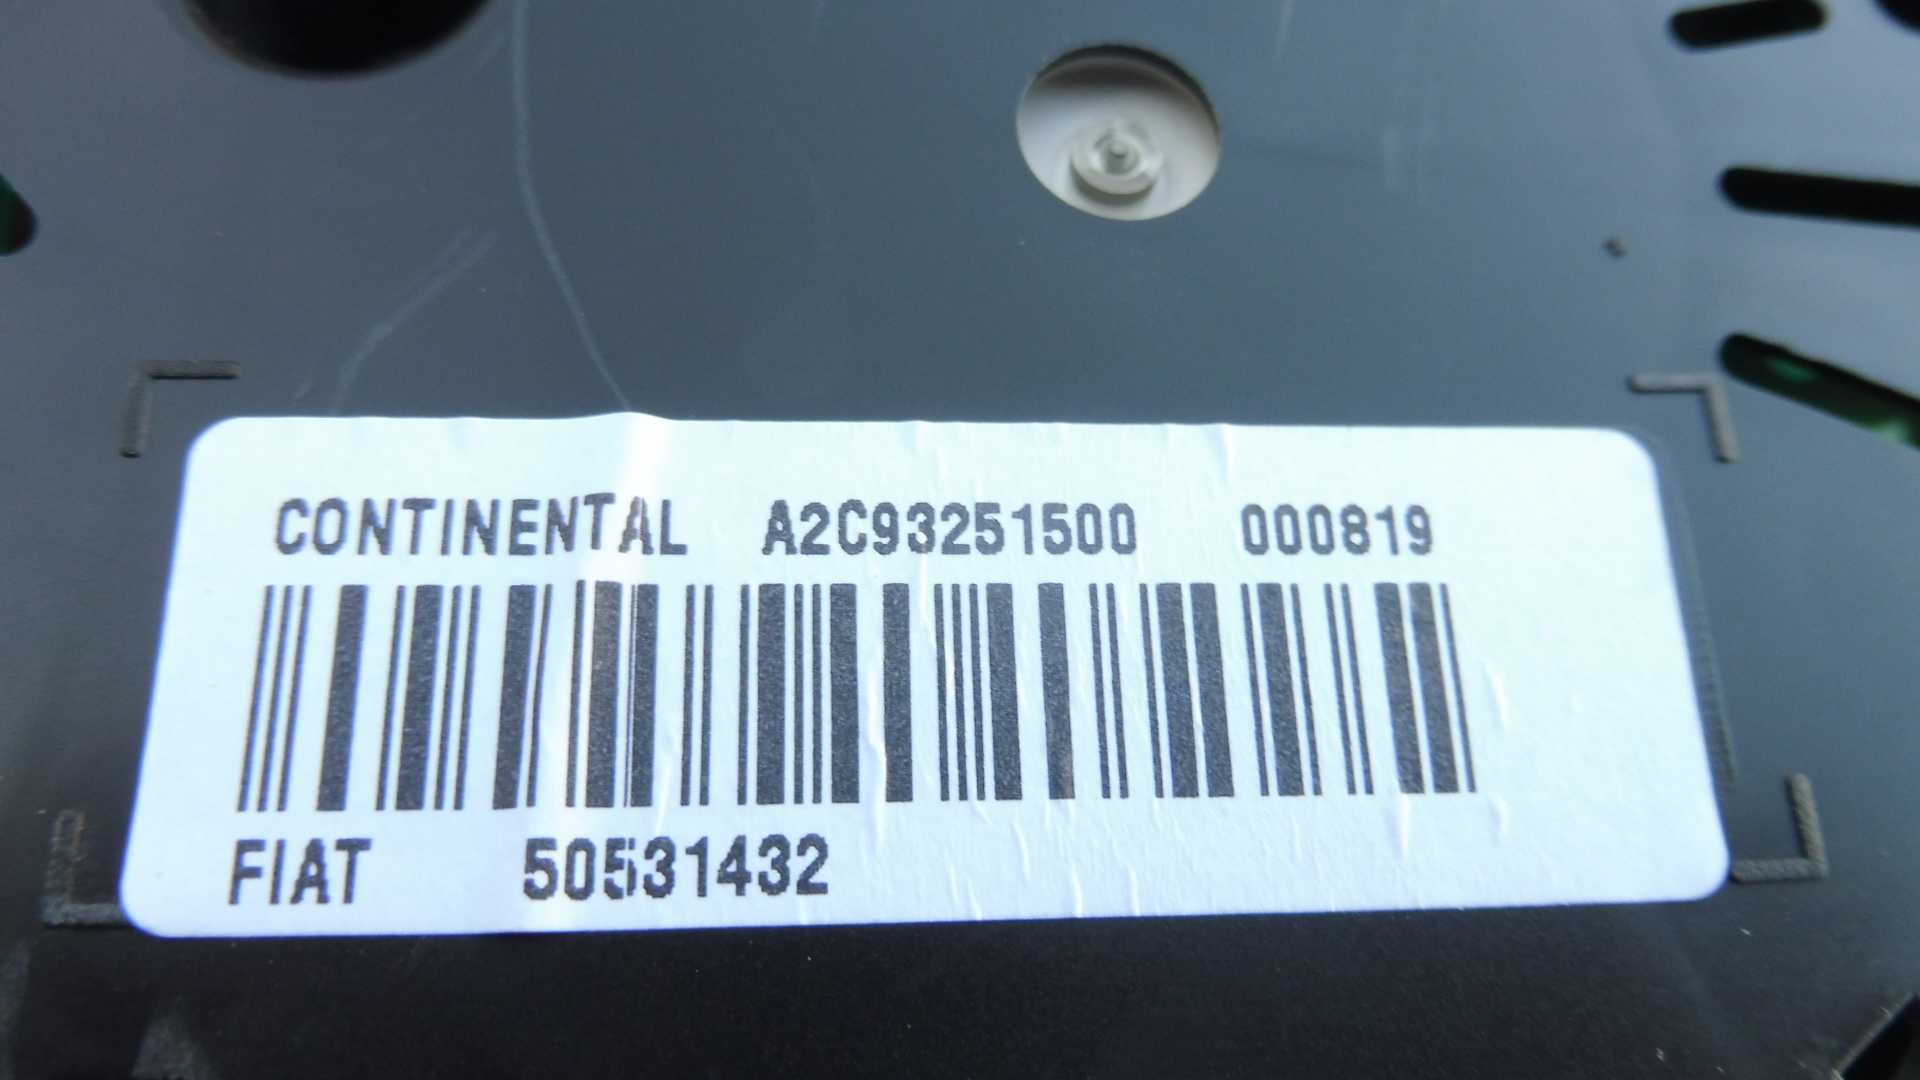 CONTINENTAL A2C93251500 000819
FIAT 50531432